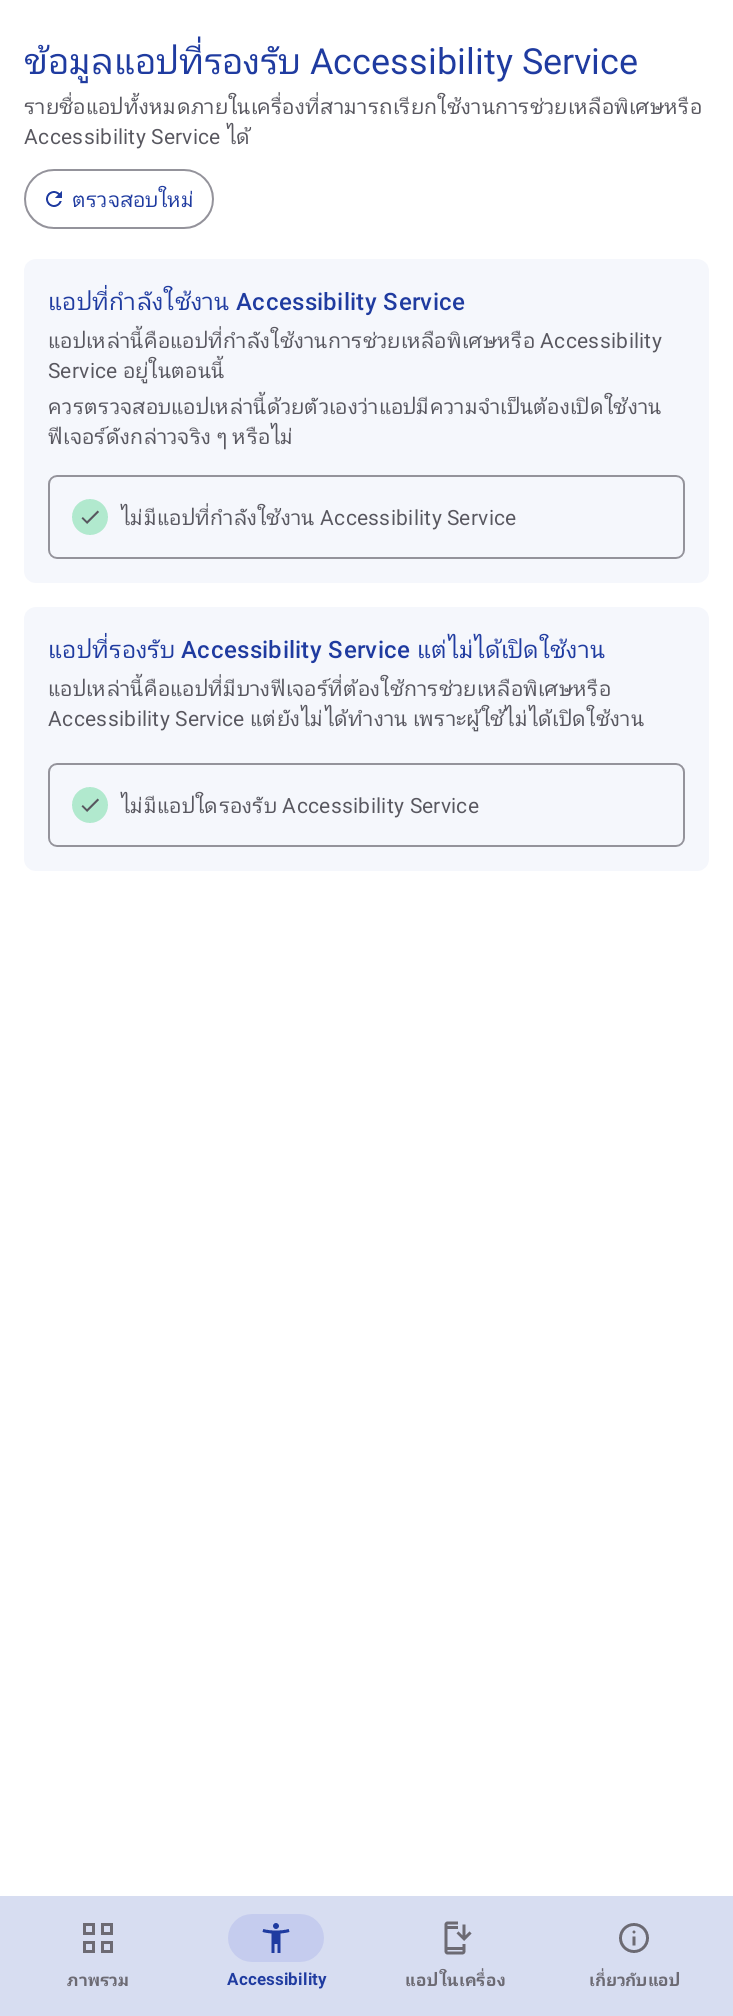 ข้อมูลแอปที่รองรับ Accessibility Service
รายชื่อแอปทั้งหมดภายในเครื่องที่สามารถเรียกใช้งานการช่วยเหลือพิเศษหรือ
Accessibility Service ได้
ตรวจสอบใหม่
แอปที่กำลังใช้งาน Accessibility Service
แอปเหล่านี้คือแอปที่กำลังใช้งานการช่วยเหลือพิเศษหรือ Accessibility
Service อยู่ในตอนนี้
ควรตรวจสอบแอปเหล่านี้ด้วยตัวเองว่าแอปมีความจำเป็นต้องเปิดใช้งาน
ฟีเจอร์ดังกล่าวจริง ๆ หรือไม่
ไม่มีแอปที่กำลังใช้งาน Accessibility Service
แอปที่รองรับ Accessibility Service แต่ไม่ได้เปิดใช้งาน
แอปเหล่านี้คือแอปที่มีบางฟีเจอร์ที่ต้องใช้การช่วยเหลือพิเศษหรือ
Accessibility Service แต่ยังไม่ได้ทำงาน เพราะผู้ใช้ไม่ได้เปิดใช้งาน
ไม่มีแอปใดรองรับ Accessibility Service
ภาพรวม
Accessibility
แอปในเครื่อง
เกี่ยวกับแอป